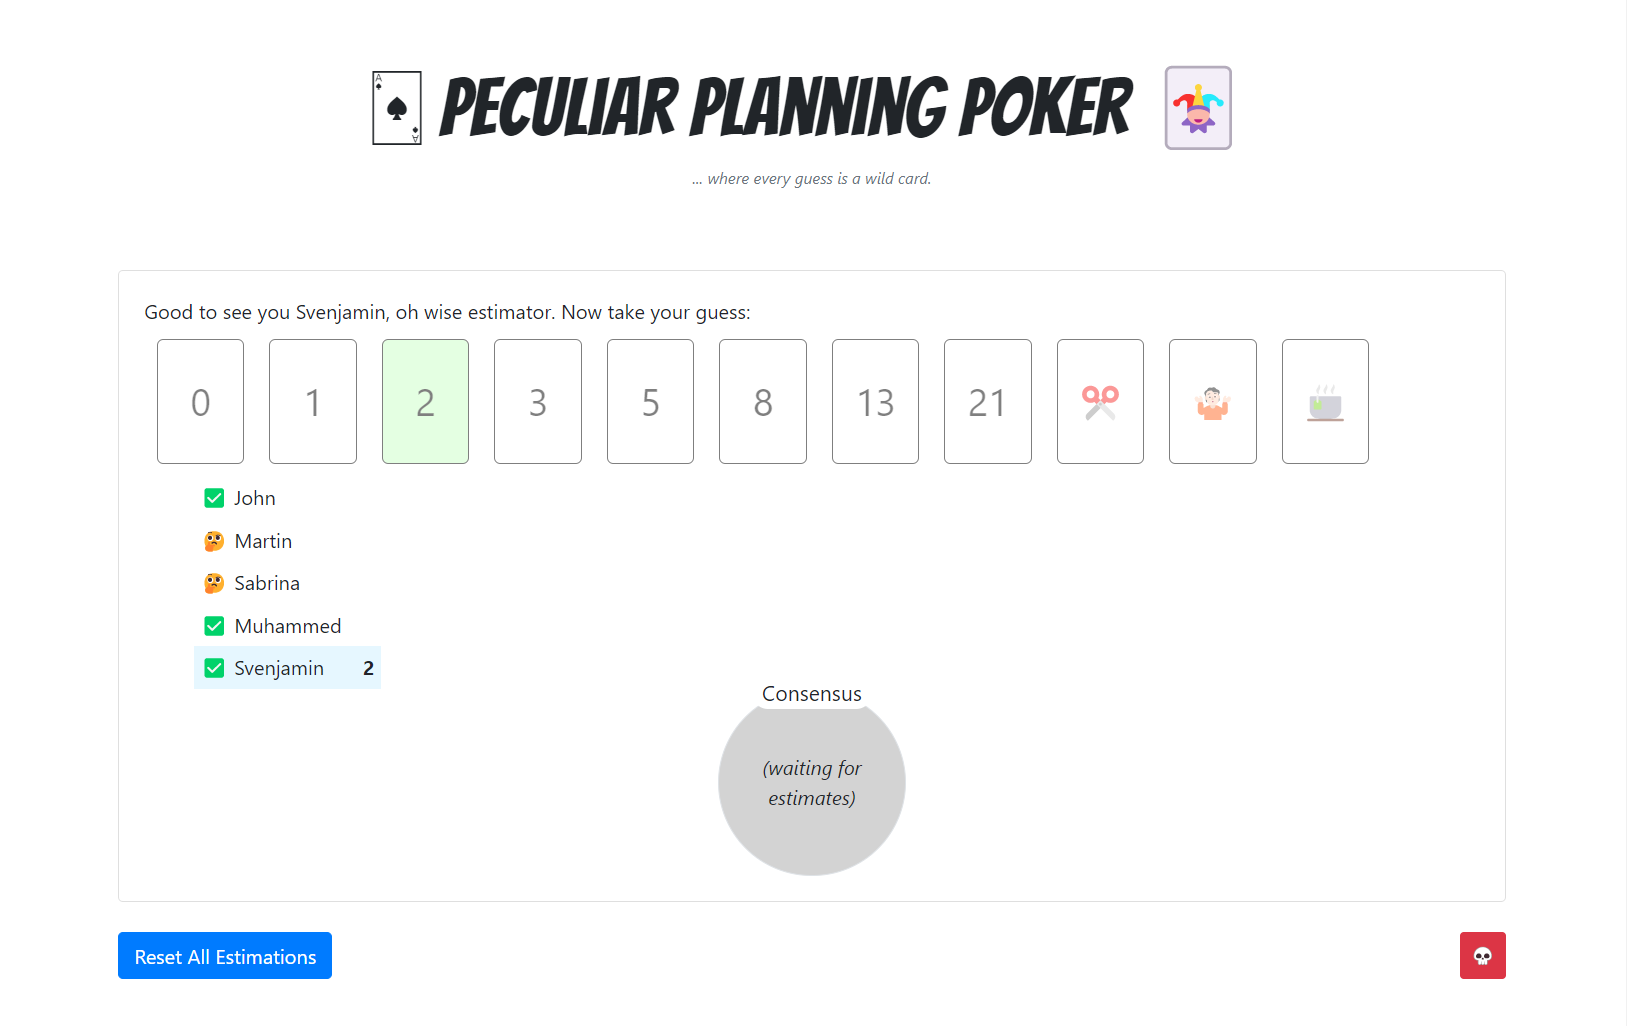 A PECULIAR PLANNING POKER
A
... where every guess is a wild card.
Good to see you Svenjamin, oh wise estimator. Now take your guess:
0 1 2 3 5 8 13 21
John
Martin
Sabrina
Muhammed
Svenjamin 2
Consensus
(waiting for
estimates)
Reset All Estimations